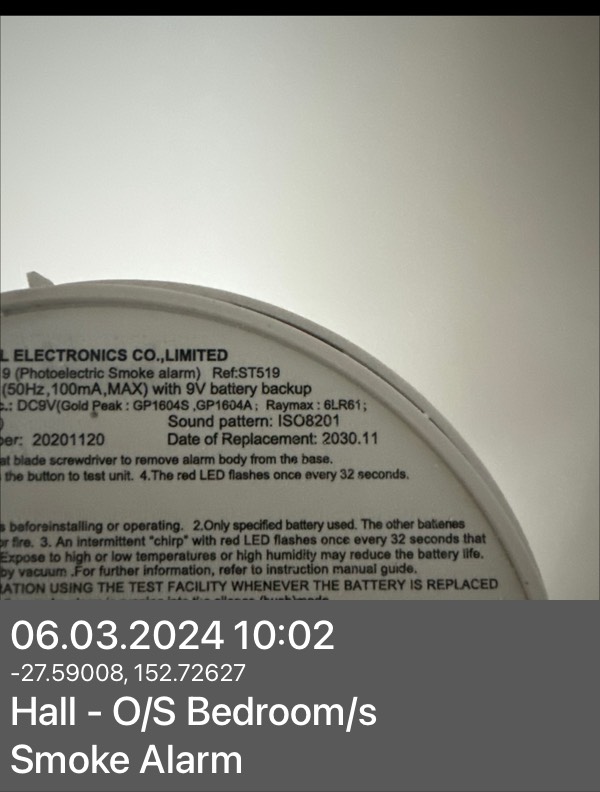 L ELECTRONICS CO.,LIMITED
9 (Photoelectric Smoke alarm) Ref:ST519
(50Hz,100mA,MAX) with 9V battery backup
c.: DC9V(Gold Peak : GP1604S ,GP1604A ; Raymax : 6LR61;
) Sound pattern: ISO8201
ber: 20201120 Date of Replacement: 2030.11
at blade screwdriver to remove alarm body from the base.
the button to test unit. 4.The red LED flashes once every 32 seconds.
s beforeinstalling or operating. 2.Only specified battery used. The other batteries
or fire. 3. An intermittent "chirp" with red LED flashes once every 32 seconds that
Expose to high or low temperatures or high humidity may reduce the battery life.
by vacuum .For further information, refer to instruction manual guide.
RATION USING THE TEST FACILITY WHENEVER THE BATTERY IS REPLACED
06.03.2024 10:02
-27.59008, 152.72627
Hall - O/S Bedroom/s
Smoke Alarm